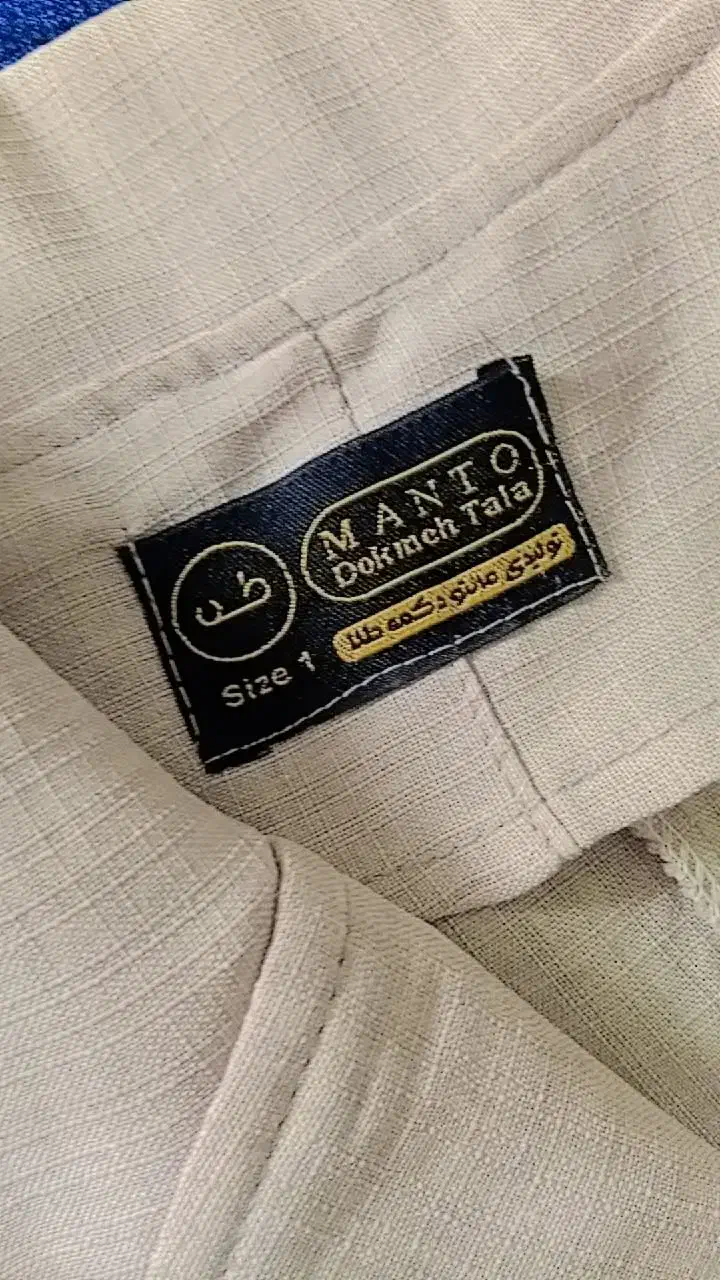 MANTO
Dokmeh Tala
تولیدی مانتو دکمه طلا
Size 1